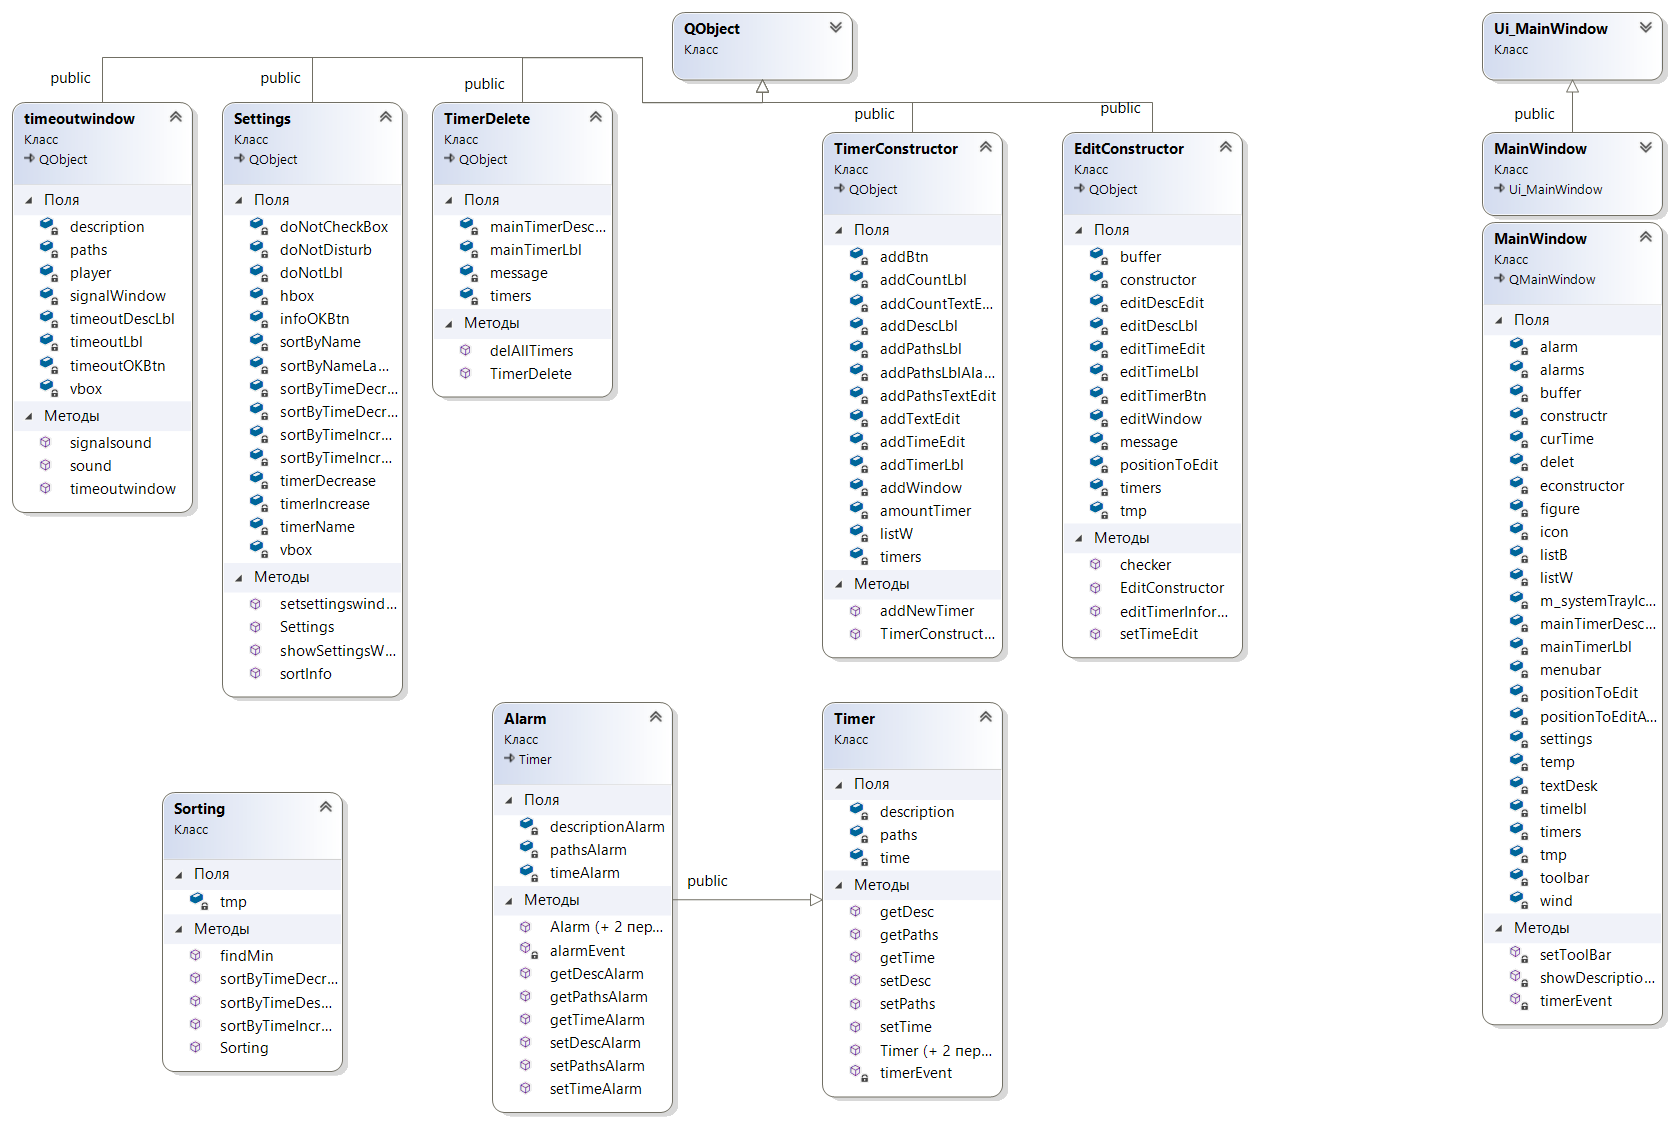 QObject
Класс
Ui_MainWindow
Класс
public
public
public
public
public
public
timeoutwindow
Класс
QObject
Поля
description
paths
player
signalWindow
timeoutDescLbl
timeoutLbl
timeoutOKBtn
vbox
Методы
signalsound
sound
timeoutwindow
Settings
Класс
QObject
Поля
doNotCheckBox
doNotDisturb
doNotLbl
hbox
infoOKBtn
sortByName
sortByNameLa...
sortByTimeDecr...
sortByTimeDecr...
sortByTimeIncr...
sortByTimeIncr...
timerDecrease
timerIncrease
timerName
vbox
Методы
setsettingswind...
Settings
showSettingsW...
sortInfo
TimerDelete
Класс
QObject
Поля
mainTimerDesc...
mainTimerLbl
message
timers
Методы
delAllTimers
TimerDelete
TimerConstructor
Класс
QObject
Поля
addBtn
addCountLbl
addCountTextE...
addDescLbl
addPathsLbl
addPathsLblAla...
addPathsTextEdit
addTextEdit
addTimeEdit
addTimerLbl
addWindow
amountTimer
listW
timers
Методы
addNewTimer
TimerConstruct...
EditConstructor
Класс
QObject
Поля
buffer
constructor
editDescEdit
editDescLbl
editTimeEdit
editTimeLbl
editTimerBtn
editWindow
message
positionToEdit
timers
tmp
Методы
checker
EditConstructor
editTimerInfor...
setTimeEdit
MainWindow
Класс
Ui_MainWindow
MainWindow
Класс
QMainWindow
Поля
alarm
alarms
buffer
constructr
curTime
delet
econstructor
figure
icon
listB
listW
m_systemTrayIc...
mainTimerDesc...
mainTimerLbl
menubar
positionToEdit
positionToEditA...
settings
temp
textDesk
timelbl
timers
tmp
toolbar
wind
Методы
setToolBar
showDescriptio...
timerEvent
Sorting
Класс
Поля
tmp
Методы
findMin
sortByTimeDecr...
sortByTimeDes...
sortByTimeIncr...
Sorting
Alarm
Класс
Timer
Поля
descriptionAlarm
pathsAlarm
timeAlarm
Методы
Alarm (+ 2 пер...
alarmEvent
getDescAlarm
getPathsAlarm
getTimeAlarm
setDescAlarm
setPathsAlarm
setTimeAlarm
public
Timer
Класс
Поля
description
paths
time
Методы
getDesc
getPaths
getTime
setDesc
setPaths
setTime
Timer (+ 2 пер...
timerEvent